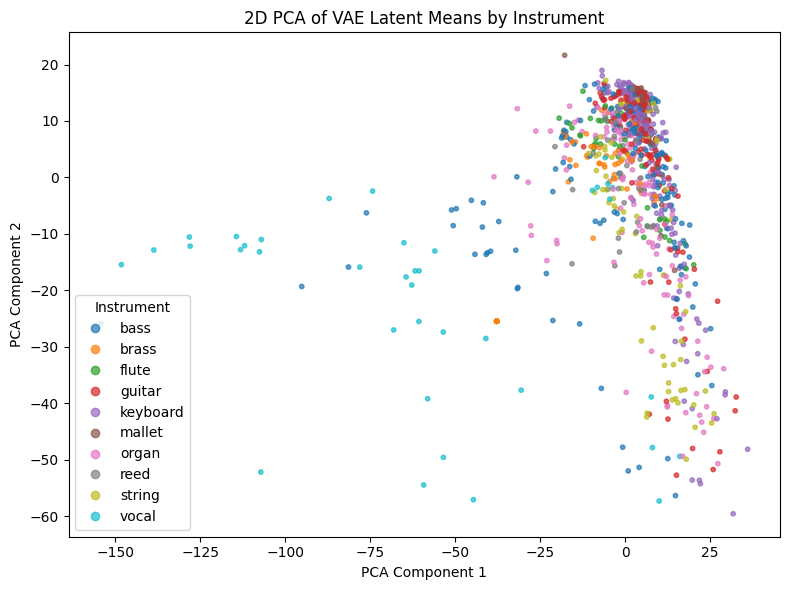 2D PCA of VAE Latent Means by Instrument
PCA Component 2
20
10
0
−10
−20
−30
−40
−50
−60
Instrument
bass
brass
flute
guitar
keyboard
mallet
organ
reed
string
vocal
−150
−125
−100
−75
−50
−25
0
25
PCA Component 1